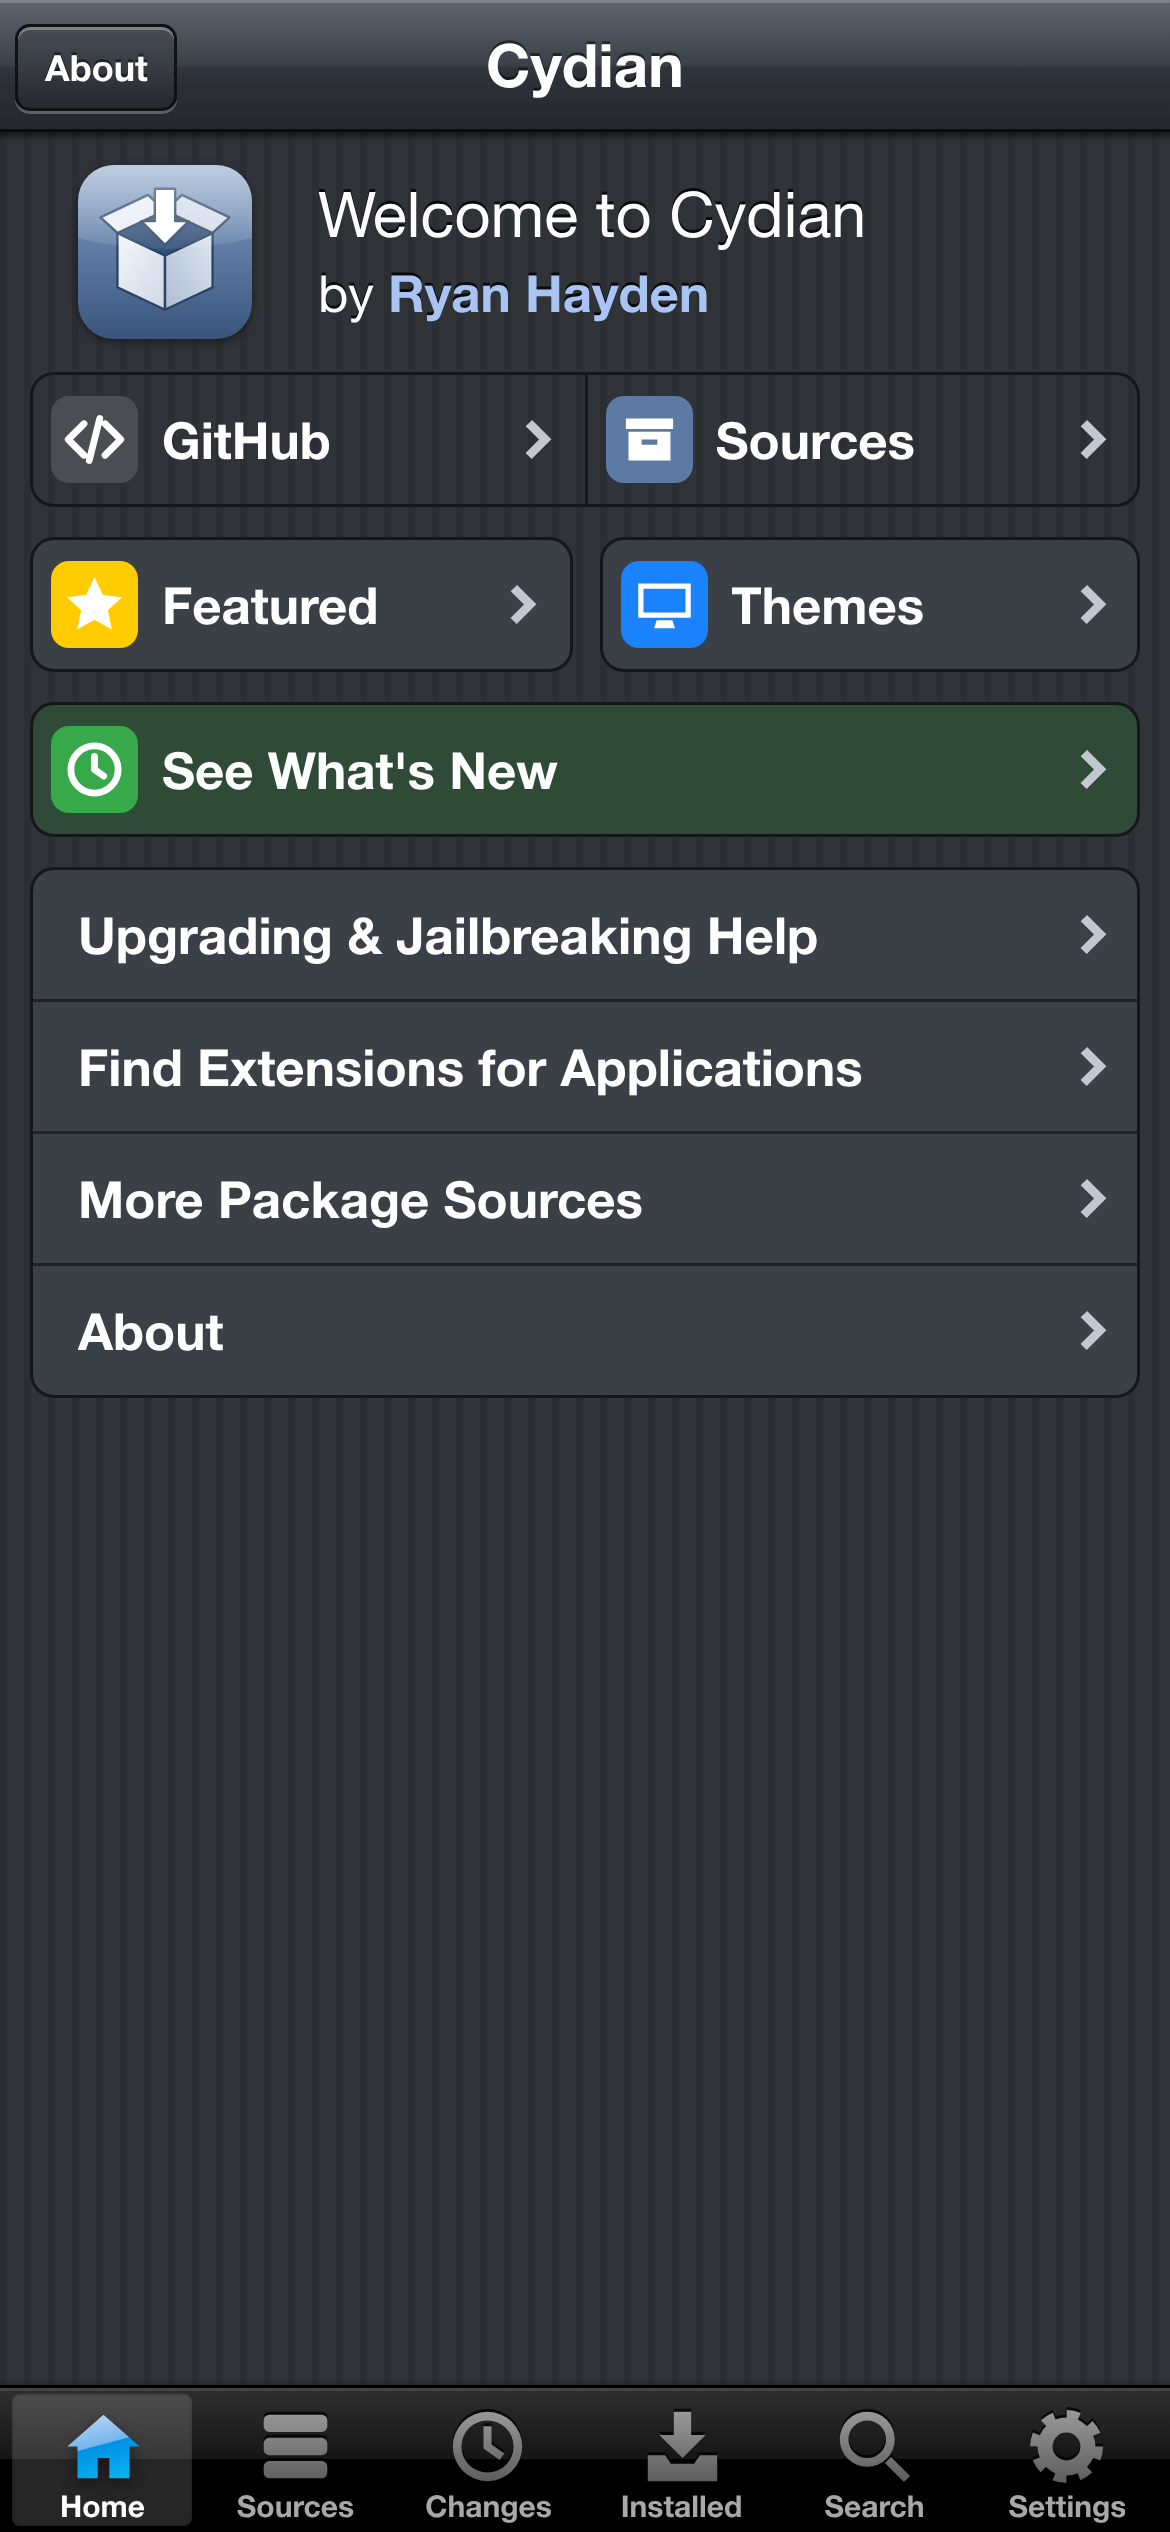 About
Cydian
Welcome to Cydian
by Ryan Hayden
GitHub
Sources
Featured
Themes
See What's New
Upgrading & Jailbreaking Help
Find Extensions for Applications
More Package Sources
About
Home
Sources
Changes
Installed
Search
Settings